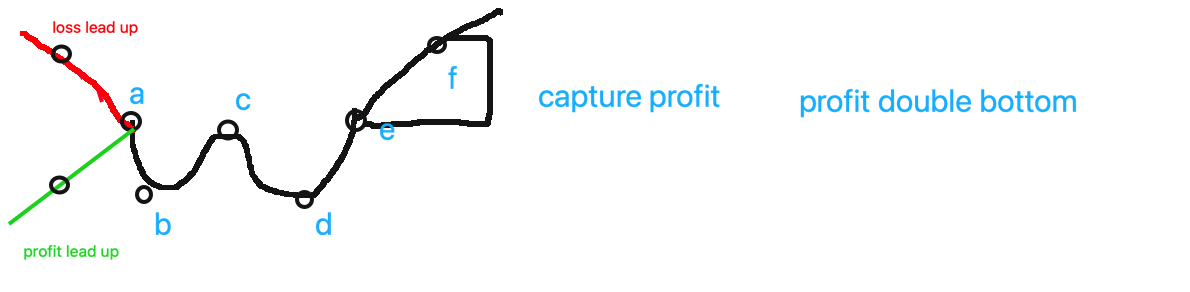 loss lead up
a
c
f
capture profit
profit double bottom
e
b
d
profit lead up